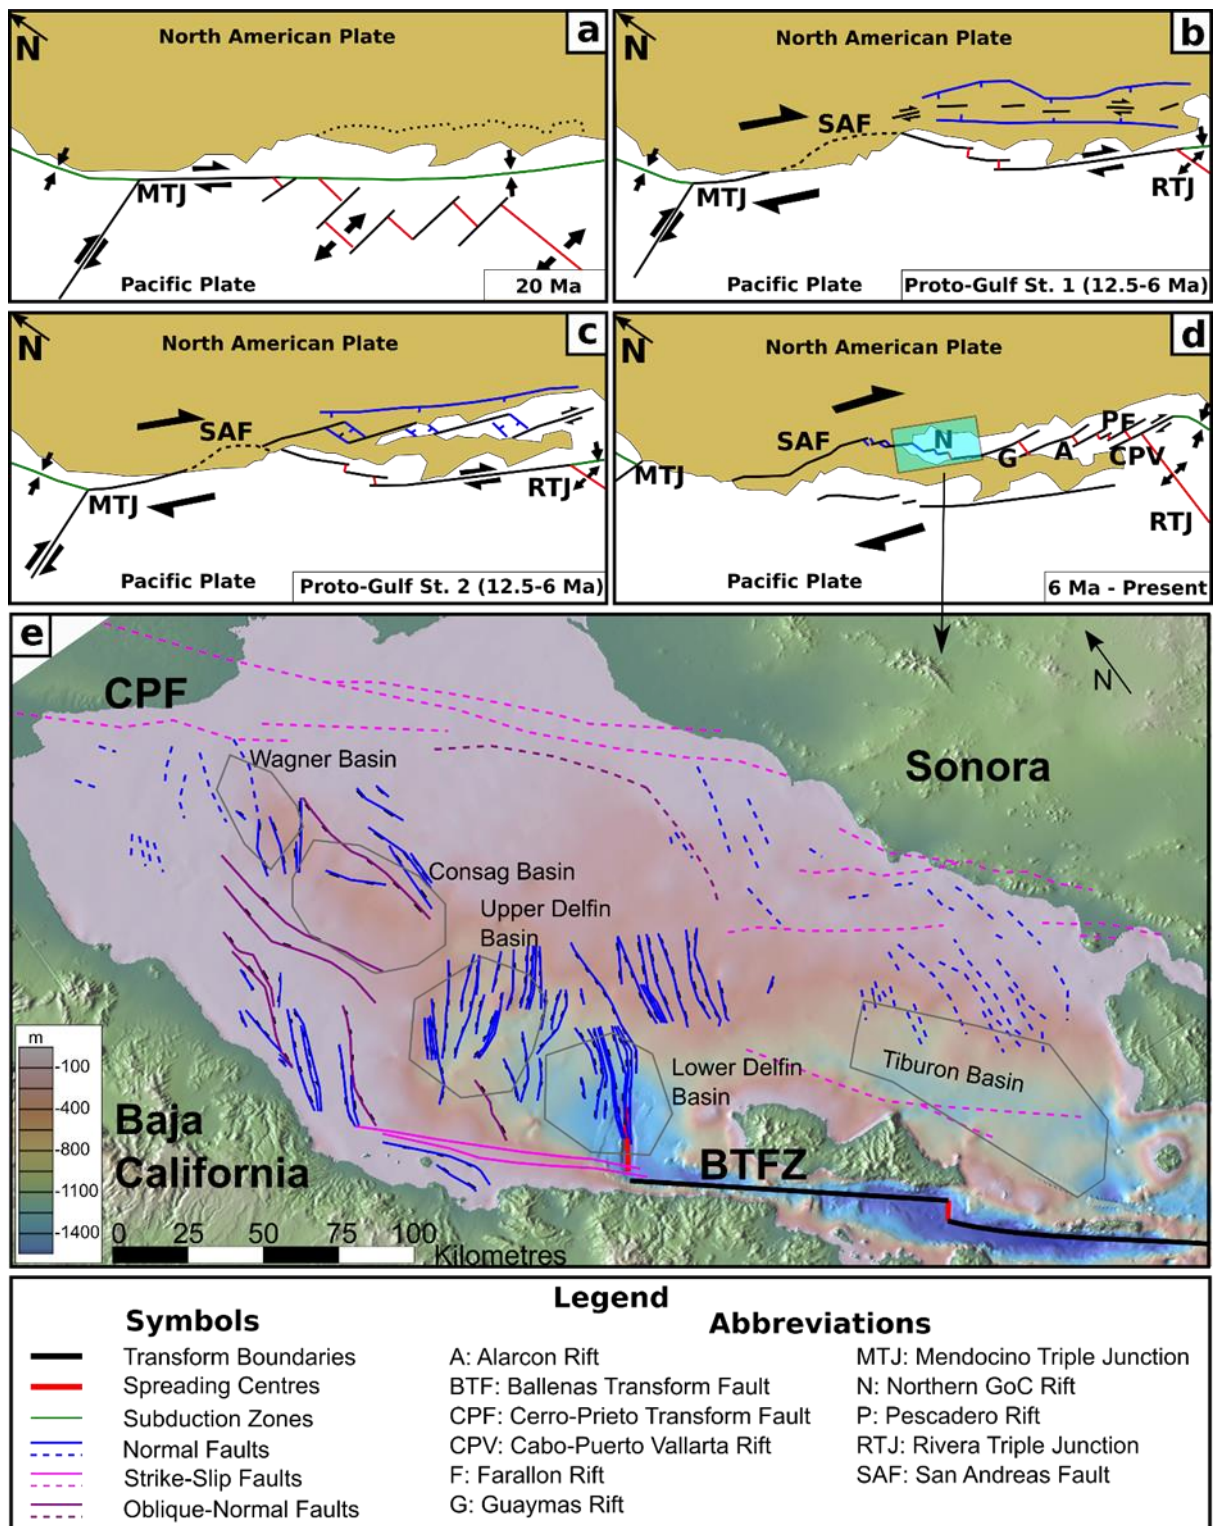 a
North American Plate
N
MTJ
Pacific Plate
20 Ma
b
North American Plate
N
SAF
MTJ
RTJ
Pacific Plate
Proto-Gulf St. 1 (12.5-6 Ma)
c
North American Plate
N
SAF
RTJ
MTJ
Pacific Plate
Proto-Gulf St. 2 (12.5-6 Ma)
d
North American Plate
N
SAF
N
PF
G
A
CPV
MTJ
RTJ
Pacific Plate
6 Ma - Present
e
N
CPF
Wagner Basin
Sonora
Consag Basin
Upper Delfin
Basin
Lower Delfin
Basin
Tiburon Basin
BTFZ
Baja
California
m
-100
-400
-800
-1100
-1400
0 25 50 75 100
Kilometres
Legend
Symbols
Transform Boundaries
Spreading Centres
Subduction Zones
Normal Faults
Strike-Slip Faults
Oblique-Normal Faults
Abbreviations
A: Alarcon Rift
BTF: Ballenas Transform Fault
CPF: Cerro-Prieto Transform Fault
CPV: Cabo-Puerto Vallarta Rift
F: Farallon Rift
G: Guaymas Rift
MTJ: Mendocino Triple Junction
N: Northern GoC Rift
P: Pescadero Rift
RTJ: Rivera Triple Junction
SAF: San Andreas Fault